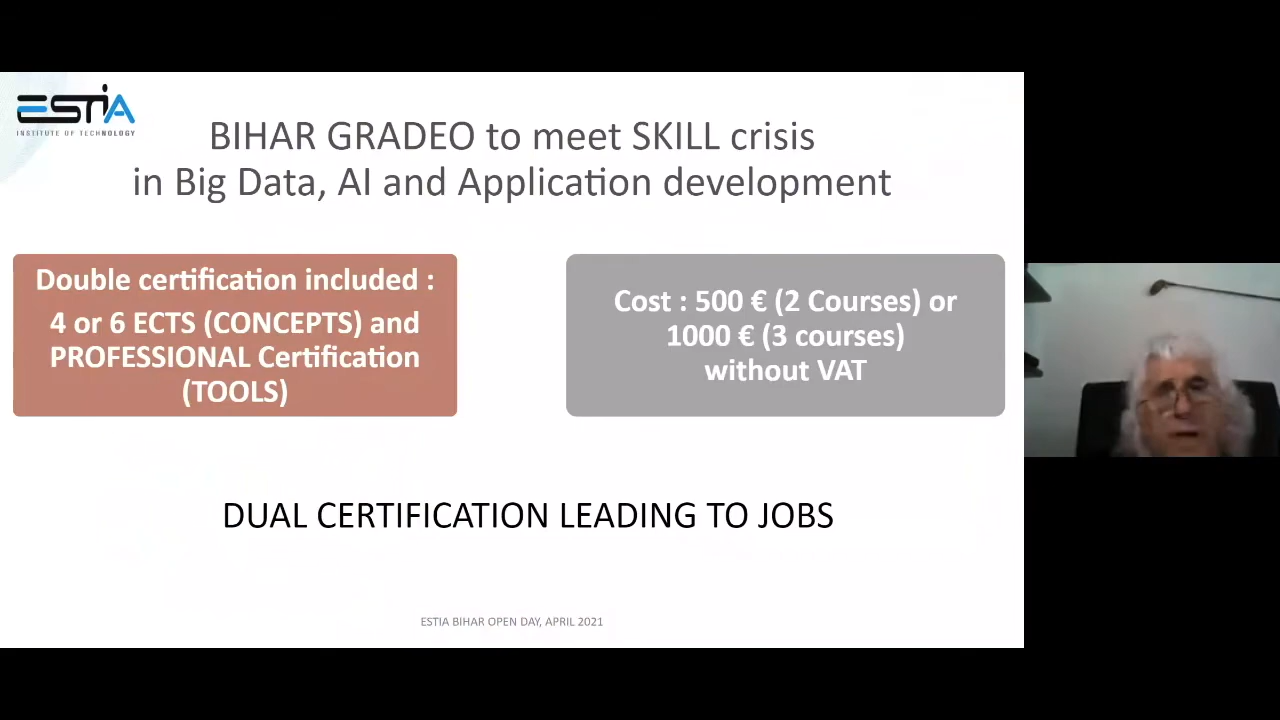 ESTIA
INSTITUTE OF TECHNOLOGY
BIHAR GRADEO to meet SKILL crisis
in Big Data, AI and Application development
Double certification included :
4 or 6 ECTS (CONCEPTS) and
PROFESSIONAL Certification
(TOOLS)
Cost : 500 € (2 Courses) or
1000 € (3 courses)
without VAT
DUAL CERTIFICATION LEADING TO JOBS
ESTIA BIHAR OPEN DAY, APRIL 2021